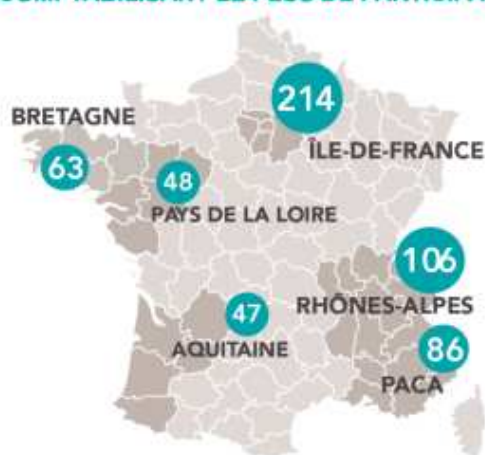 214
BRETAGNE
ÎLE-DE-FRANCE
63
48
PAYS DE LA LOIRE
106
RHÔNES-ALPES
47
AQUITAINE
86
PACA